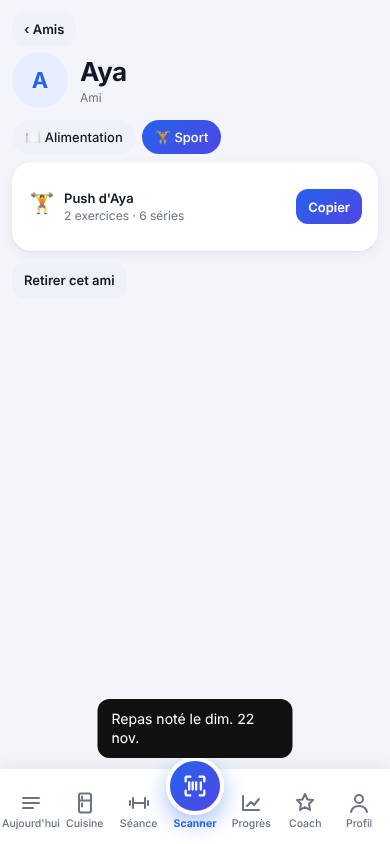 ‹ Amis
A
Aya
Ami
Alimentation
Sport
Push d'Aya
2 exercices · 6 séries
Copier
Retirer cet ami
Repas noté le dim. 22
nov.
Aujourd'hui
Cuisine
Séance
Scanner
Progrès
Coach
Profil